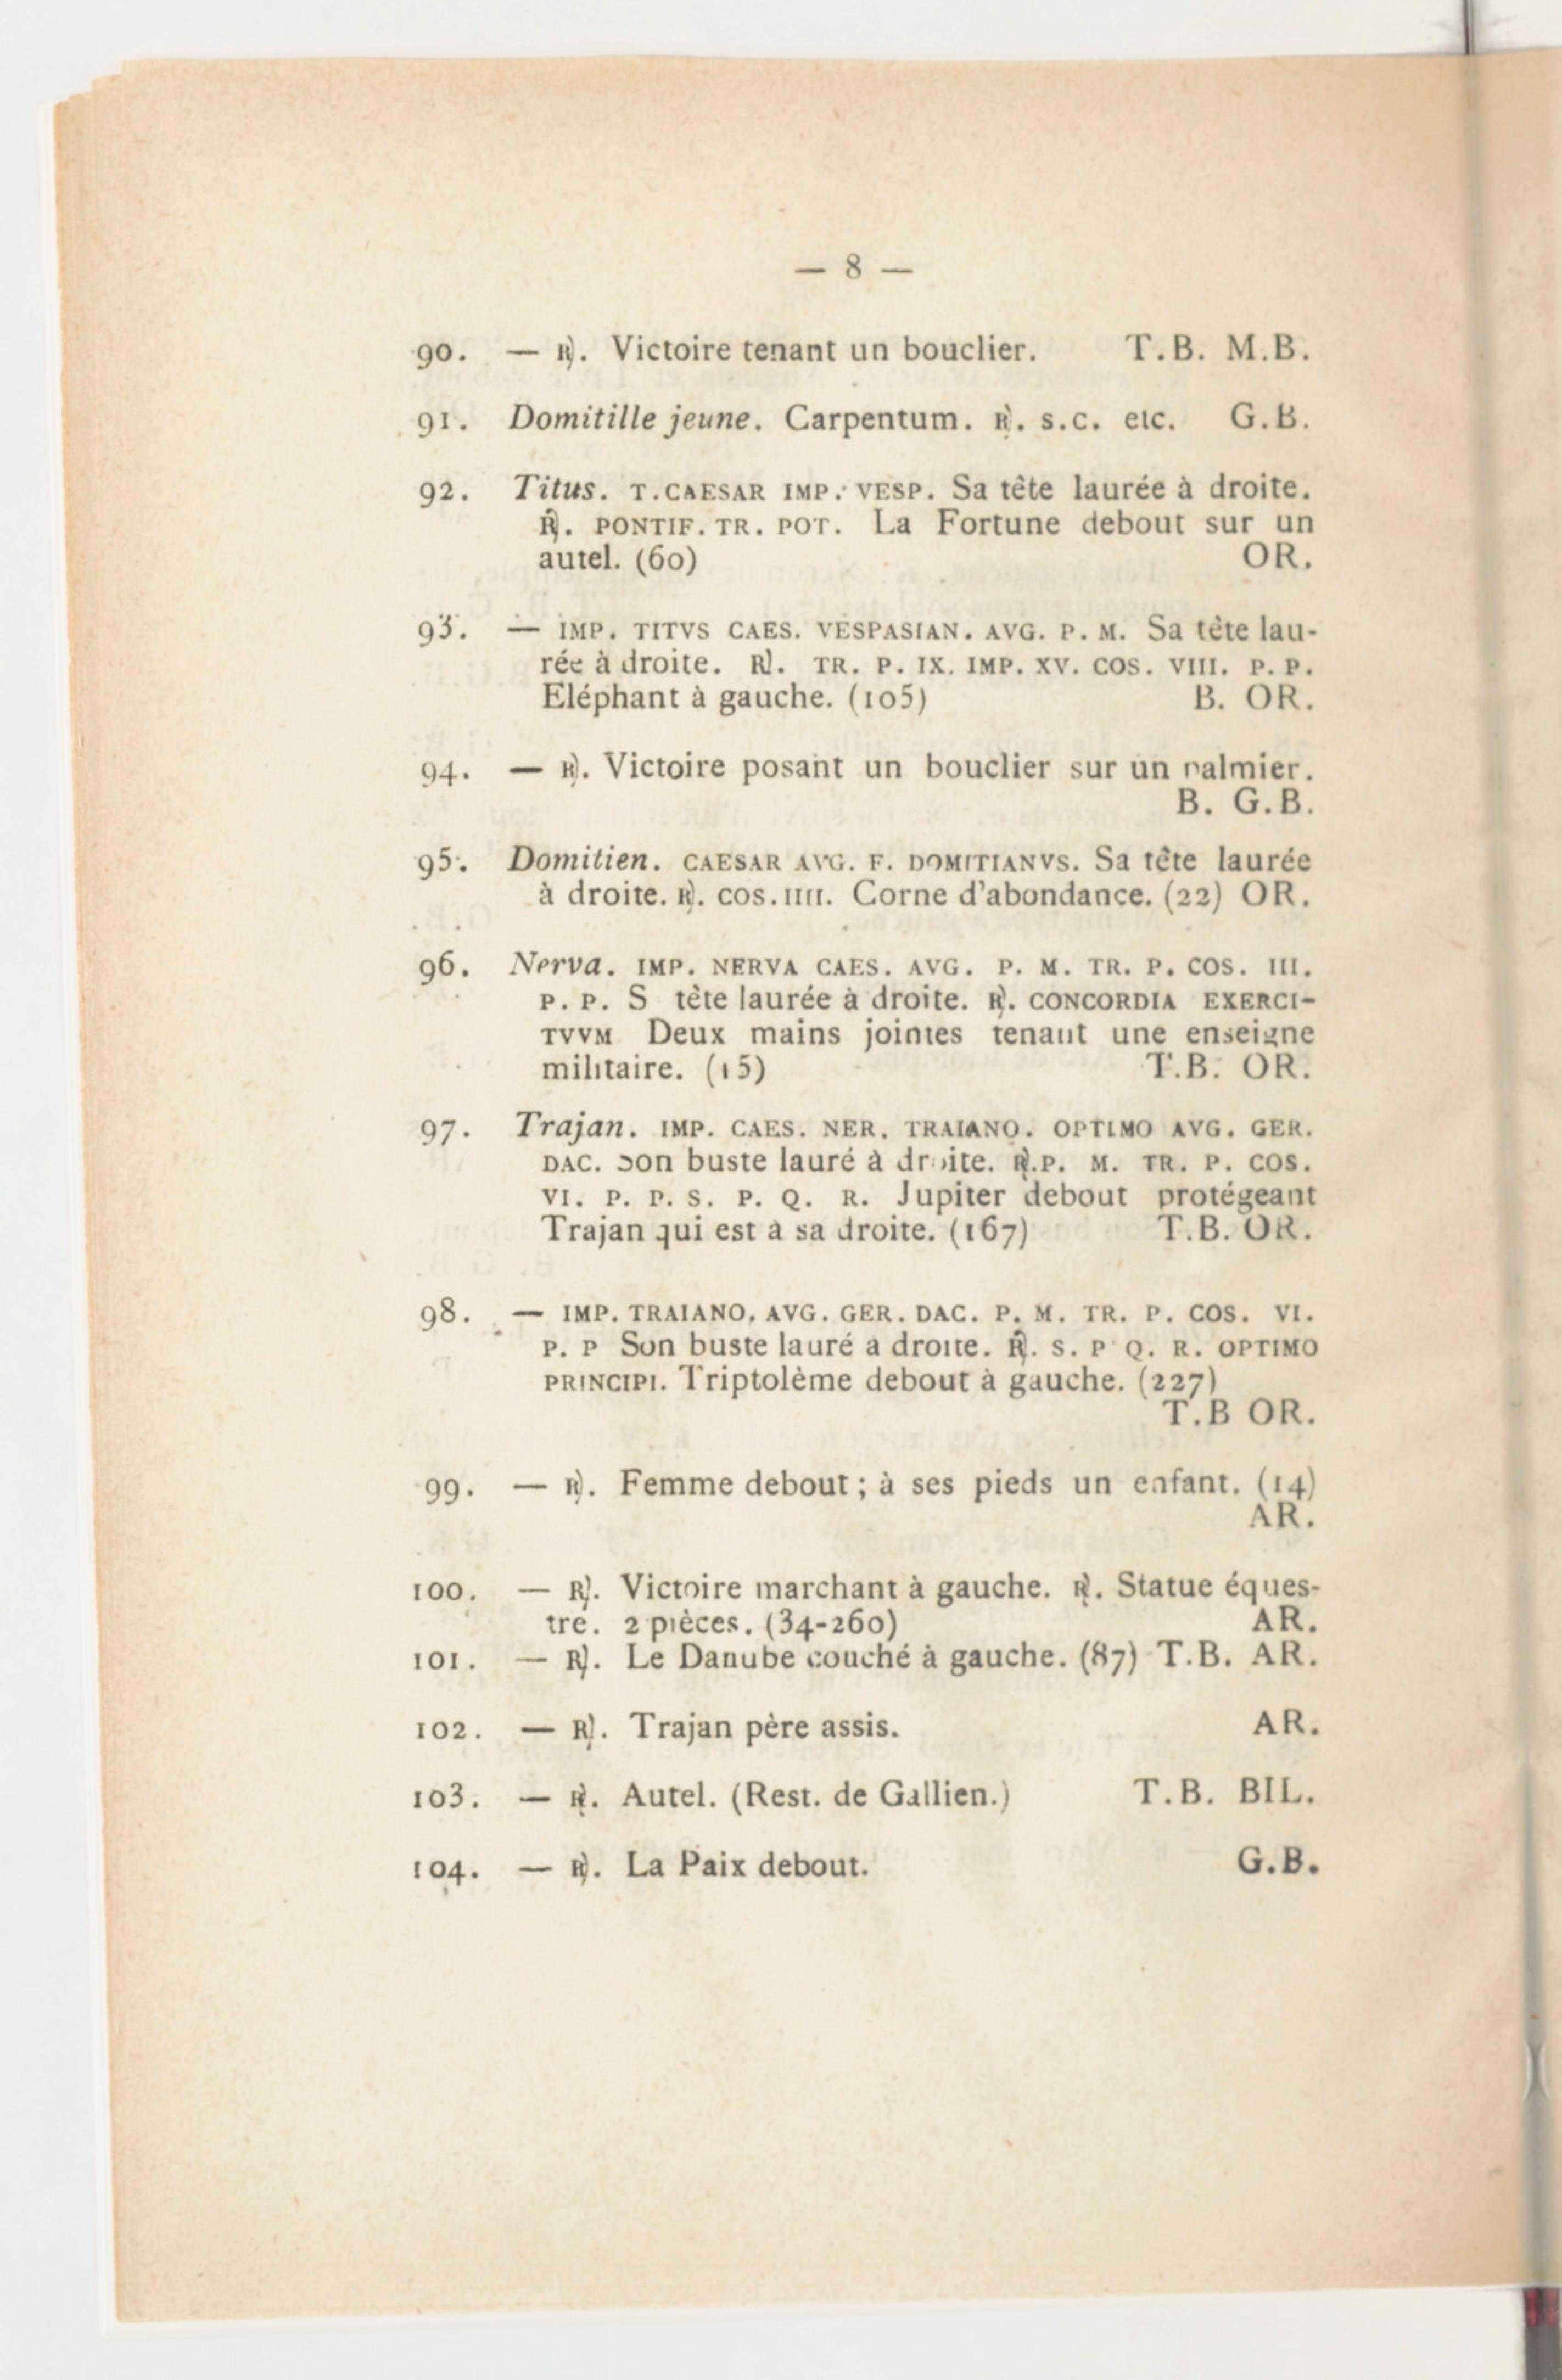 — 8 —
90. — ℟. Victoire tenant un bouclier. T.B. M.B.
91. Domitille jeune. Carpentum. ℟. S.C. etc. G.B.
92. Titus. T.CAESAR IMP. VESP. Sa tête laurée à droite.
℟. PONTIF. TR. POT. La Fortune debout sur un
autel. (60) OR.
93. — IMP. TITVS CAES. VESPASIAN. AVG. P. M. Sa tête lau-
rée à droite. ℟. TR. P. IX. IMP. XV. COS. VIII. P. P.
Eléphant à gauche. (105) B. OR.
94. — ℟. Victoire posant un bouclier sur un palmier.
B. G.B.
95. Domitien. CAESAR AVG. F. DOMITIANVS. Sa tête laurée
à droite. ℟. COS.IIII. Corne d'abondance. (22) OR.
96. Nerva. IMP. NERVA CAES. AVG. P. M. TR. P. COS. III.
P. P. S tête laurée à droite. ℟. CONCORDIA EXERCI-
TVVM Deux mains jointes tenant une enseigne
militaire. (15) T.B. OR.
97. Trajan. IMP. CAES. NER. TRAIANO. OPTIMO AVG. GER.
DAC. Son buste lauré à droite. ℟.P. M. TR. P. COS.
VI. P. P. S. P. Q. R. Jupiter debout protégeant
Trajan qui est à sa droite. (167) T.B. OR.
98. — IMP. TRAIANO, AVG. GER. DAC. P. M. TR. P. COS. VI.
P. P Son buste lauré à droite. ℟. S. P Q. R. OPTIMO
PRINCIPI. Triptolème debout à gauche. (227)
T.B OR.
99. — ℟. Femme debout ; à ses pieds un enfant. (14)
AR.
100. — ℟. Victoire marchant à gauche. ℟. Statue éques-
tre. 2 pièces. (34-260) AR.
101. — ℟. Le Danube couché à gauche. (87) T.B. AR.
102. — ℟. Trajan père assis. AR.
103. — ℟. Autel. (Rest. de Gallien.) T.B. BIL.
104. — ℟. La Paix debout. G.B.